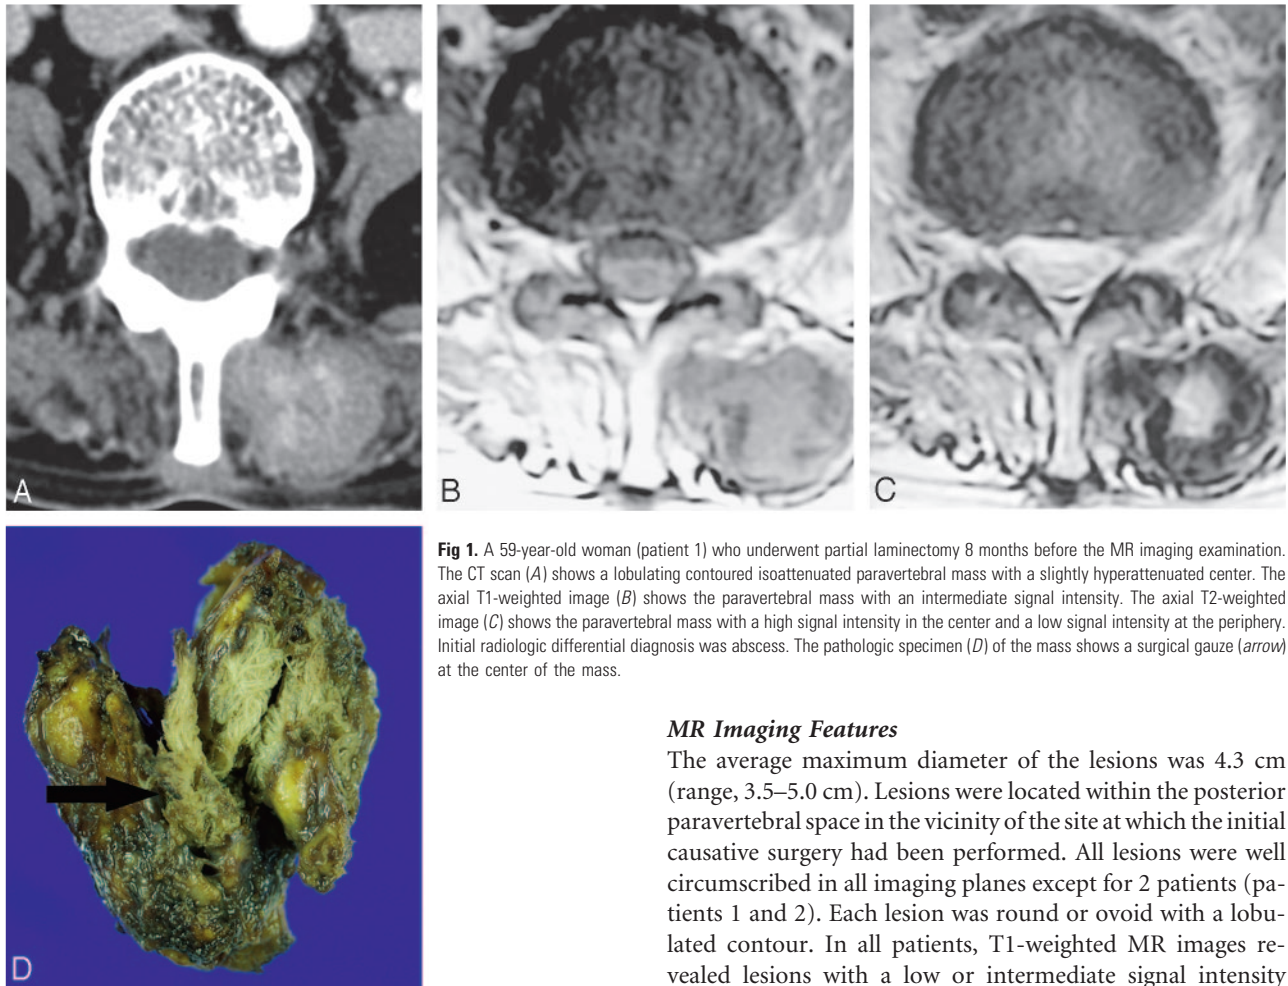 A
B
C
D
Fig 1. A 59-year-old woman (patient 1) who underwent partial laminectomy 8 months before the MR imaging examination.
The CT scan (A) shows a lobulating contoured isoattenuated paravertebral mass with a slightly hyperattenuated center. The
axial T1-weighted image (B) shows the paravertebral mass with an intermediate signal intensity. The axial T2-weighted
image (C) shows the paravertebral mass with a high signal intensity in the center and a low signal intensity at the periphery.
Initial radiologic differential diagnosis was abscess. The pathologic specimen (D) of the mass shows a surgical gauze (arrow)
at the center of the mass.
MR Imaging Features
The average maximum diameter of the lesions was 4.3 cm
(range, 3.5–5.0 cm). Lesions were located within the posterior
paravertebral space in the vicinity of the site at which the initial
causative surgery had been performed. All lesions were well
circumscribed in all imaging planes except for 2 patients (pa-
tients 1 and 2). Each lesion was round or ovoid with a lobu-
lated contour. In all patients, T1-weighted MR images re-
vealed lesions with a low or intermediate signal intensity